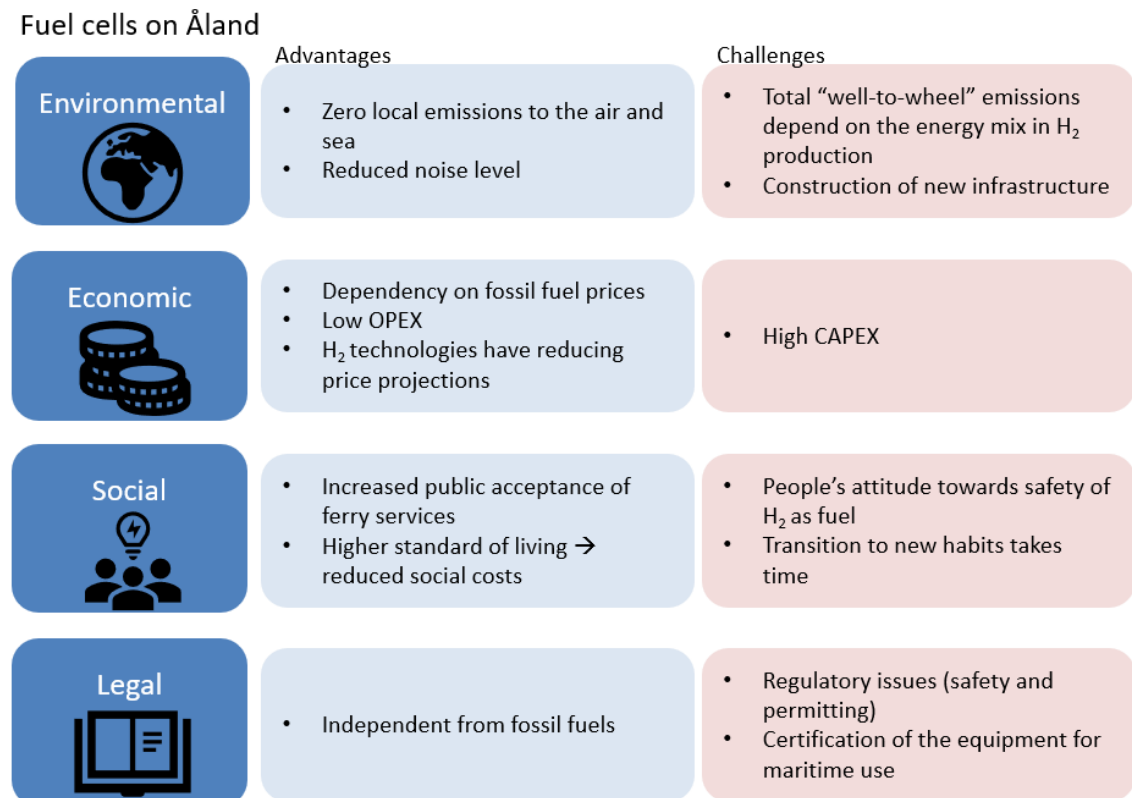 Fuel cells on Åland
Advantages
Challenges
Environmental
• Zero local emissions to the air and
sea
• Reduced noise level
• Total “well-to-wheel” emissions
depend on the energy mix in H₂
production
• Construction of new infrastructure
Economic
• Dependency on fossil fuel prices
• Low OPEX
• H₂ technologies have reducing
price projections
• High CAPEX
Social
• Increased public acceptance of
ferry services
• Higher standard of living →
reduced social costs
• People’s attitude towards safety of
H₂ as fuel
• Transition to new habits takes
time
Legal
• Independent from fossil fuels
• Regulatory issues (safety and
permitting)
• Certification of the equipment for
maritime use